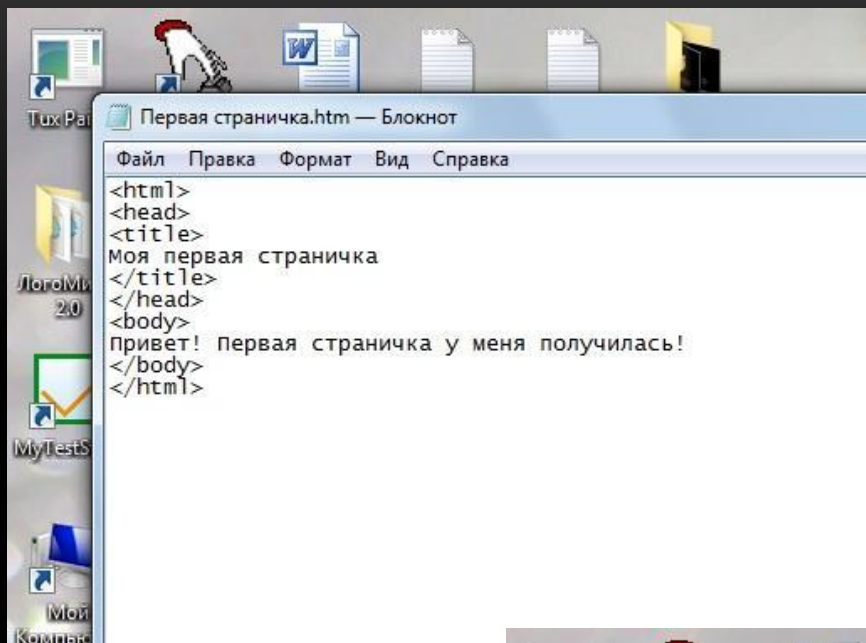 Tux Pai
Первая страничка.htm — Блокнот
Файл Правка Формат Вид Справка
<html>
<head>
<title>
Моя первая страничка
</title>
</head>
<body>
Привет! Первая страничка у меня получилась!
</body>
</html>
ЛогоМи
2.0
MyTestS
Мой
Компью